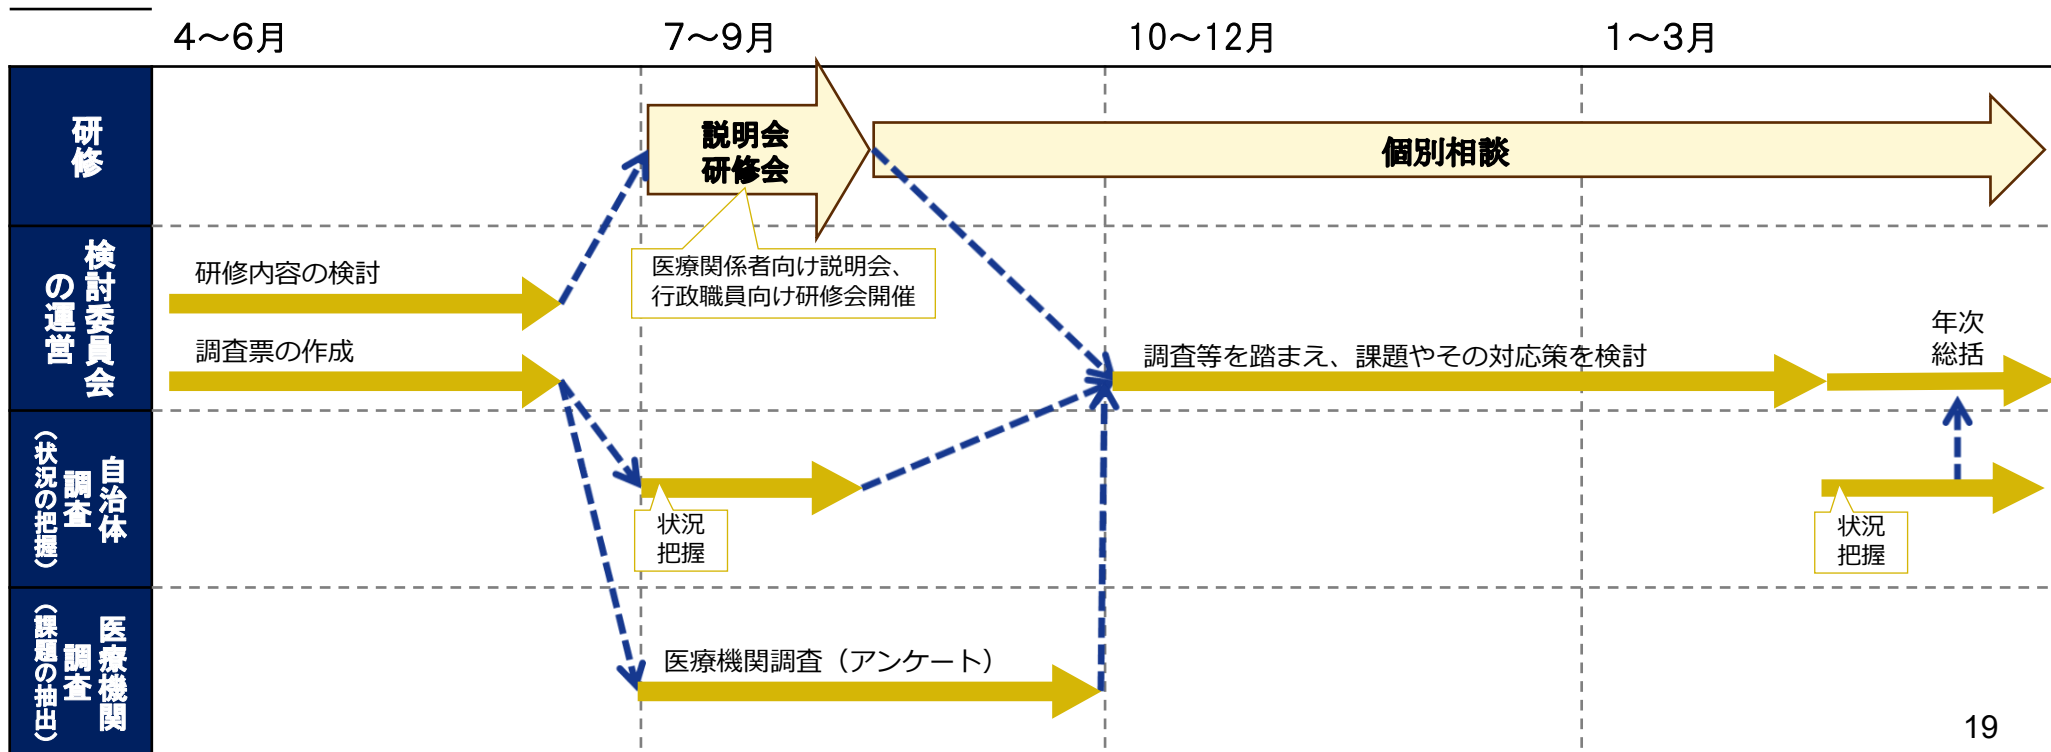 4～6月
7～9月
10～12月
1～3月
研修
説明会
研修会
個別相談
医療関係者向け説明会、
行政職員向け研修会開催
検討委員会
の運営
研修内容の検討
調査票の作成
調査等を踏まえ、課題やその対応策を検討
年次
総括
自治体
調査
（状況の把握）
状況
把握
状況
把握
医療機関
調査
（課題の抽出）
医療機関調査（アンケート）
19